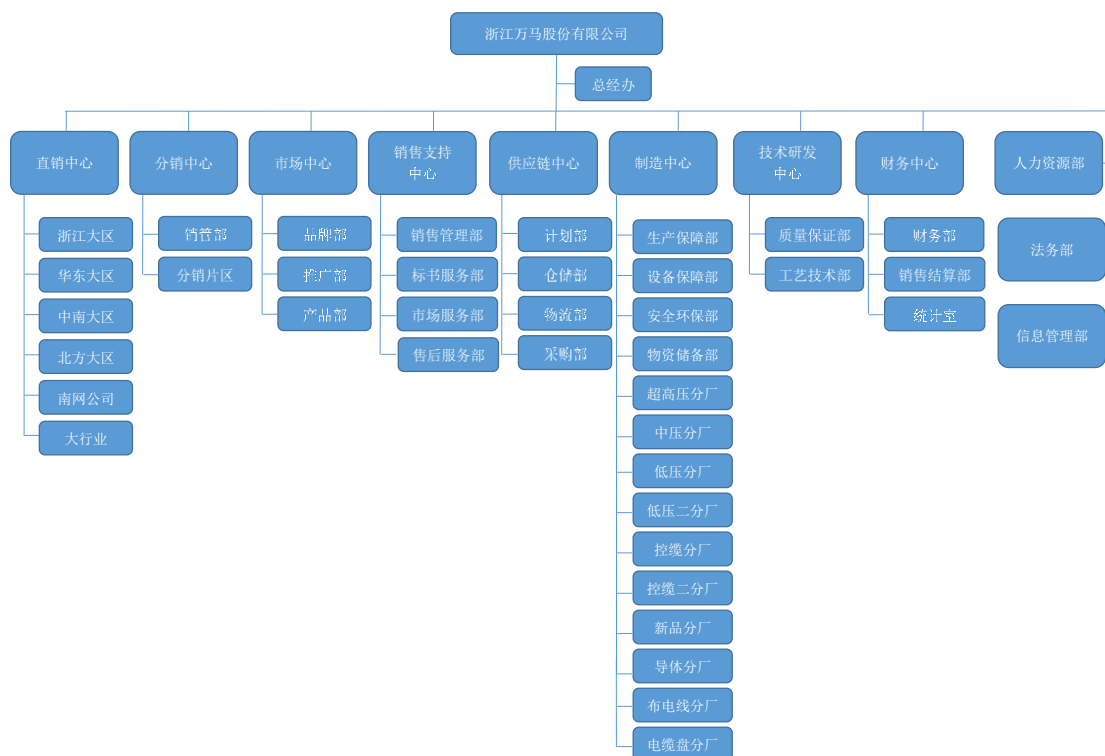 浙江万马股份有限公司
总经办
直销中心
分销中心
市场中心
销售支持
中心
供应链中心
制造中心
技术研发
中心
财务中心
人力资源部
浙江大区
华东大区
中南大区
北方大区
南网公司
大行业
销管部
分销片区
品牌部
推广部
产品部
销售管理部
标书服务部
市场服务部
售后服务部
计划部
仓储部
物流部
采购部
生产保障部
设备保障部
安全环保部
物资储备部
超高压分厂
中压分厂
低压分厂
低压二分厂
控缆分厂
控缆二分厂
新品分厂
导体分厂
布电线分厂
电缆盘分厂
质量保证部
工艺技术部
财务部
销售结算部
统计室
法务部
信息管理部